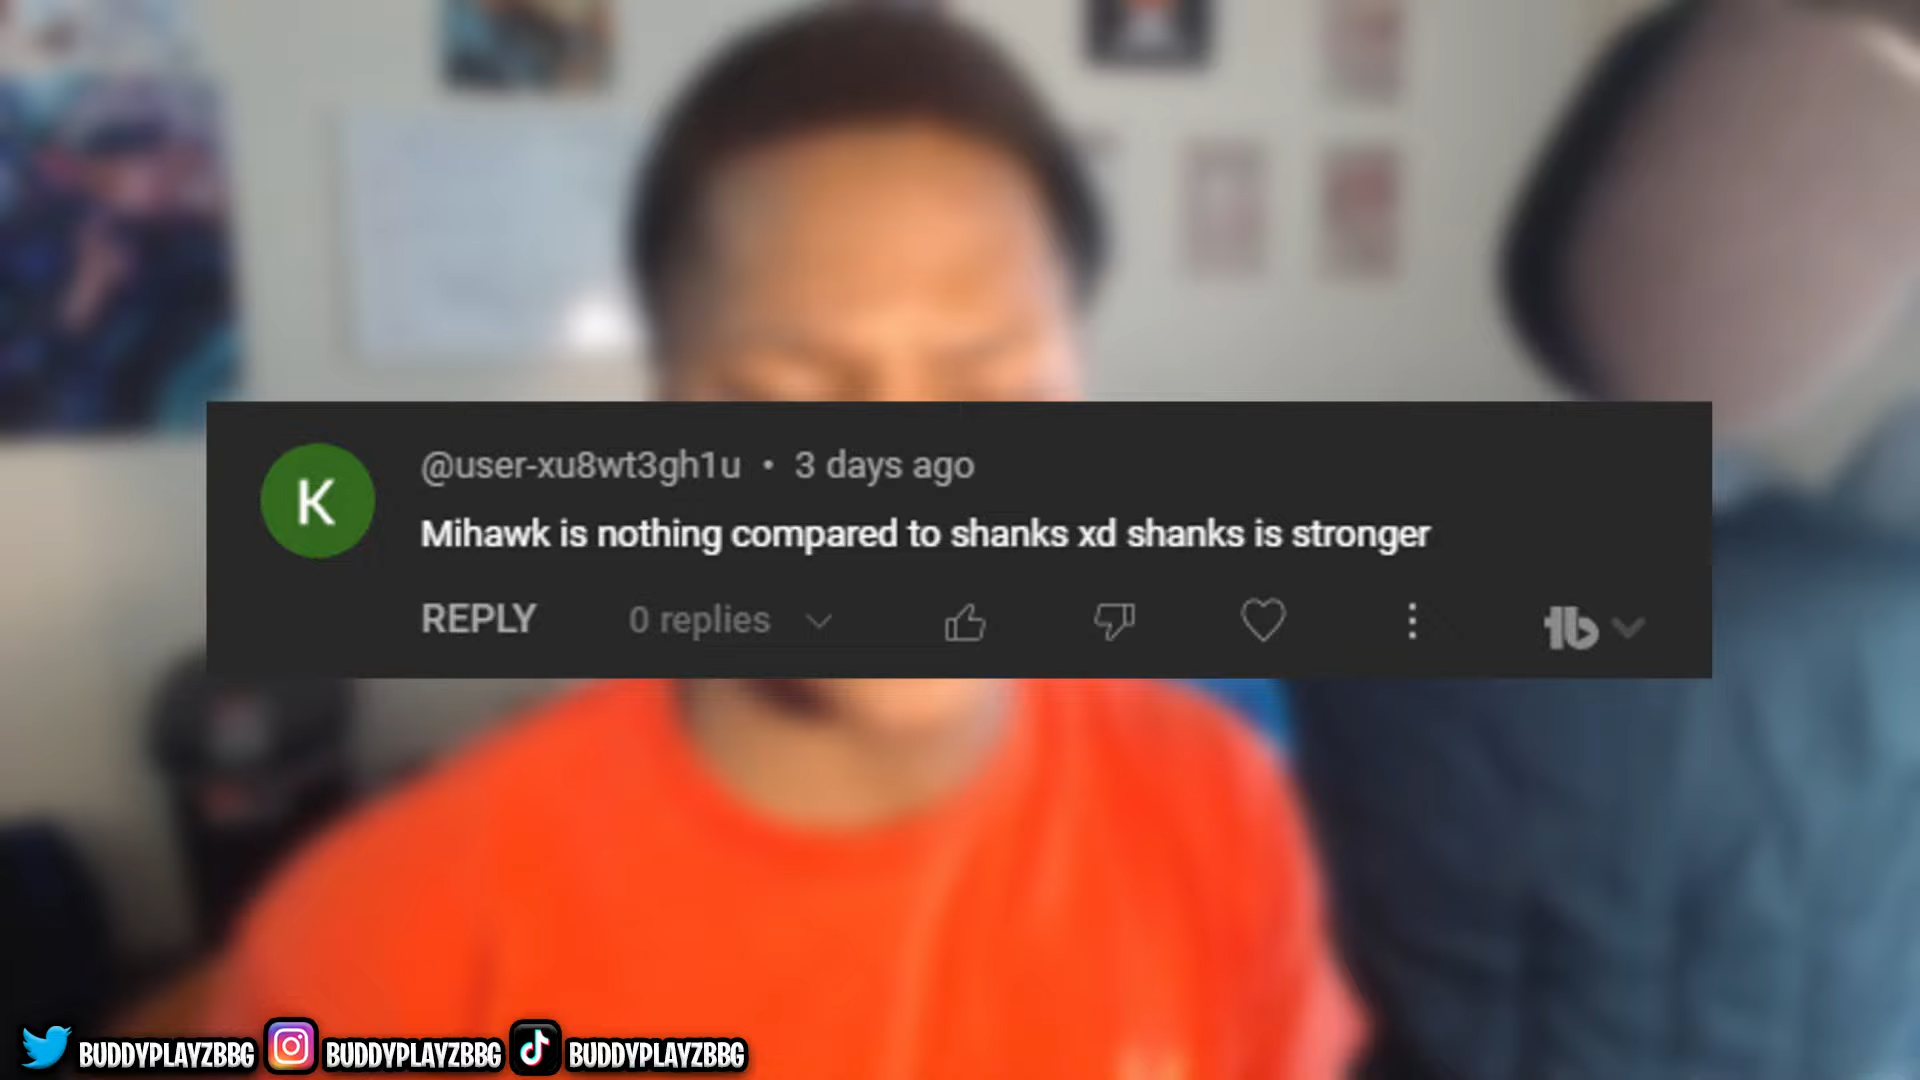 K
@user-xu8wt3gh1u • 3 days ago
Mihawk is nothing compared to shanks xd shanks is stronger
REPLY 0 replies
tb
BUDDYPLAYZBBG BUDDYPLAYZBBG BUDDYPLAYZBBG